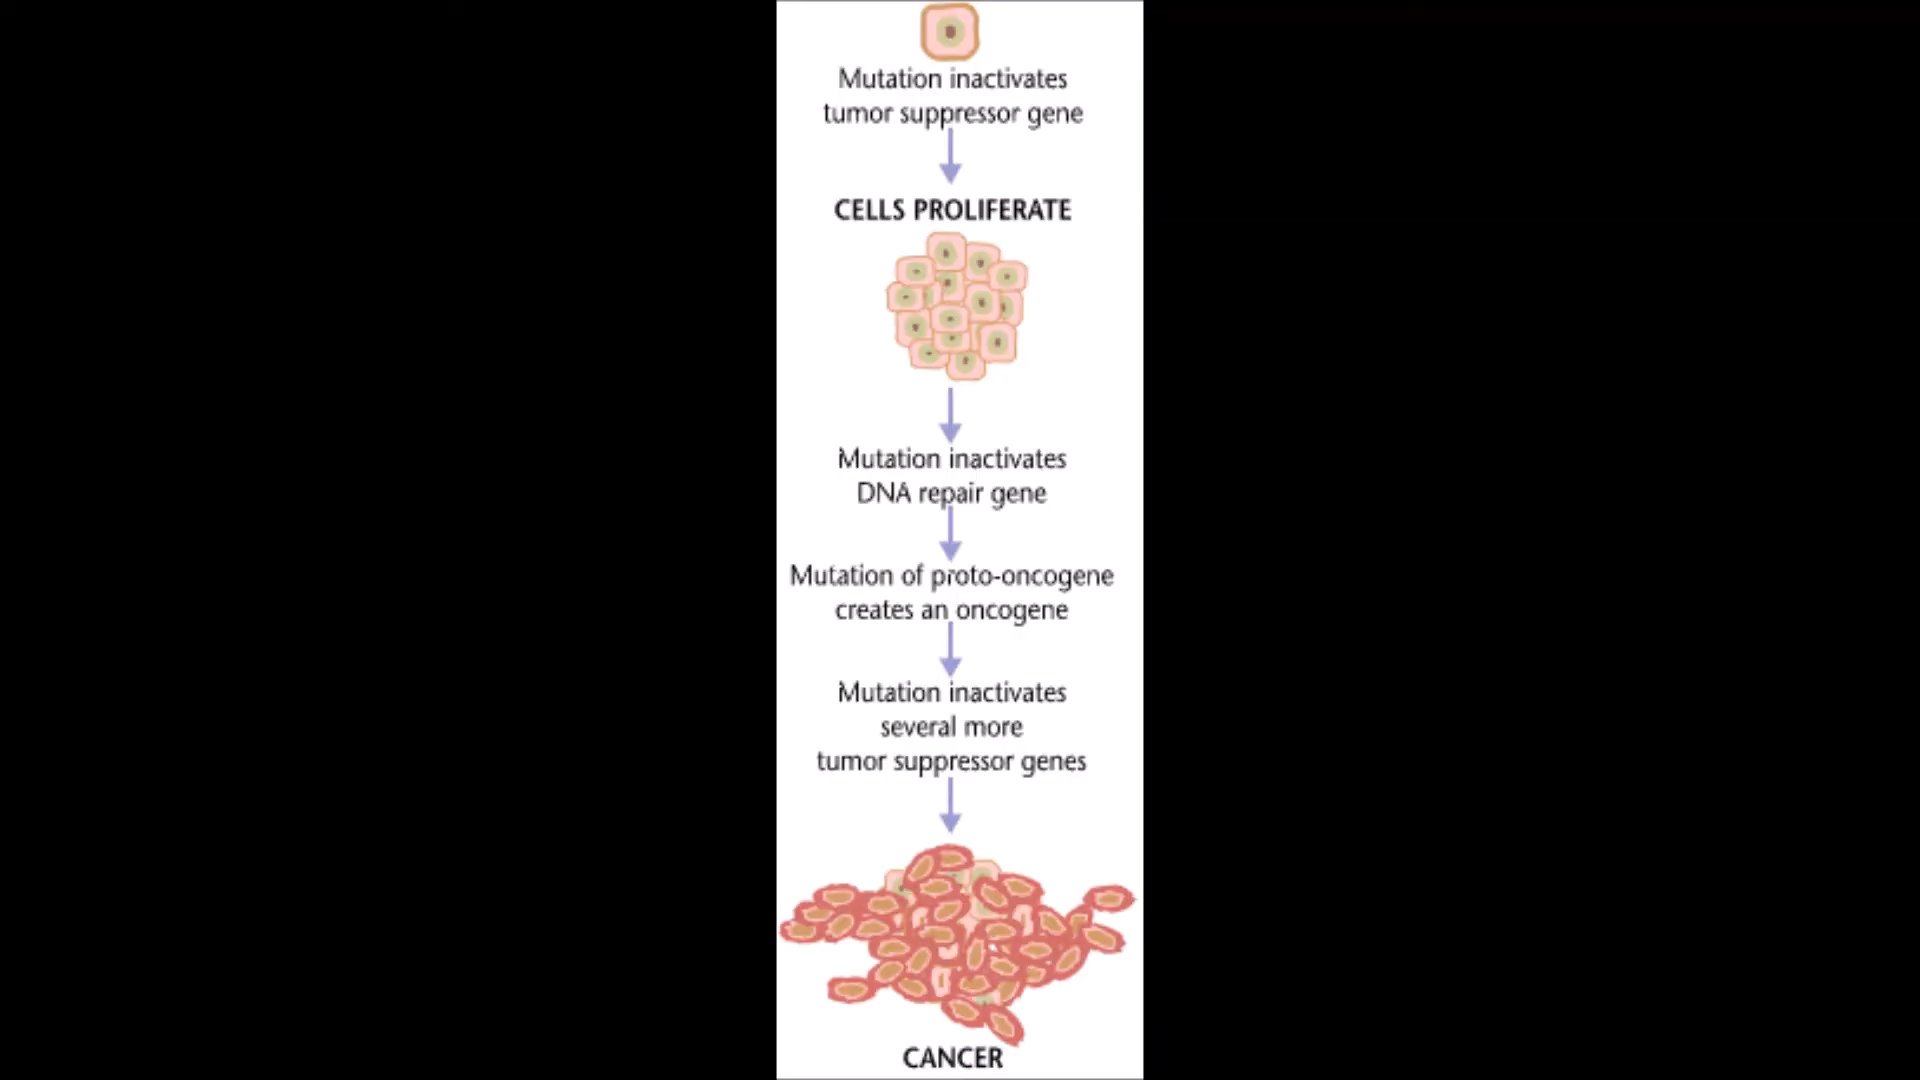 Mutation inactivates
tumor suppressor gene
CELLS PROLIFERATE
Mutation inactivates
DNA repair gene
Mutation of proto-oncogene
creates an oncogene
Mutation inactivates
several more
tumor suppressor genes
CANCER